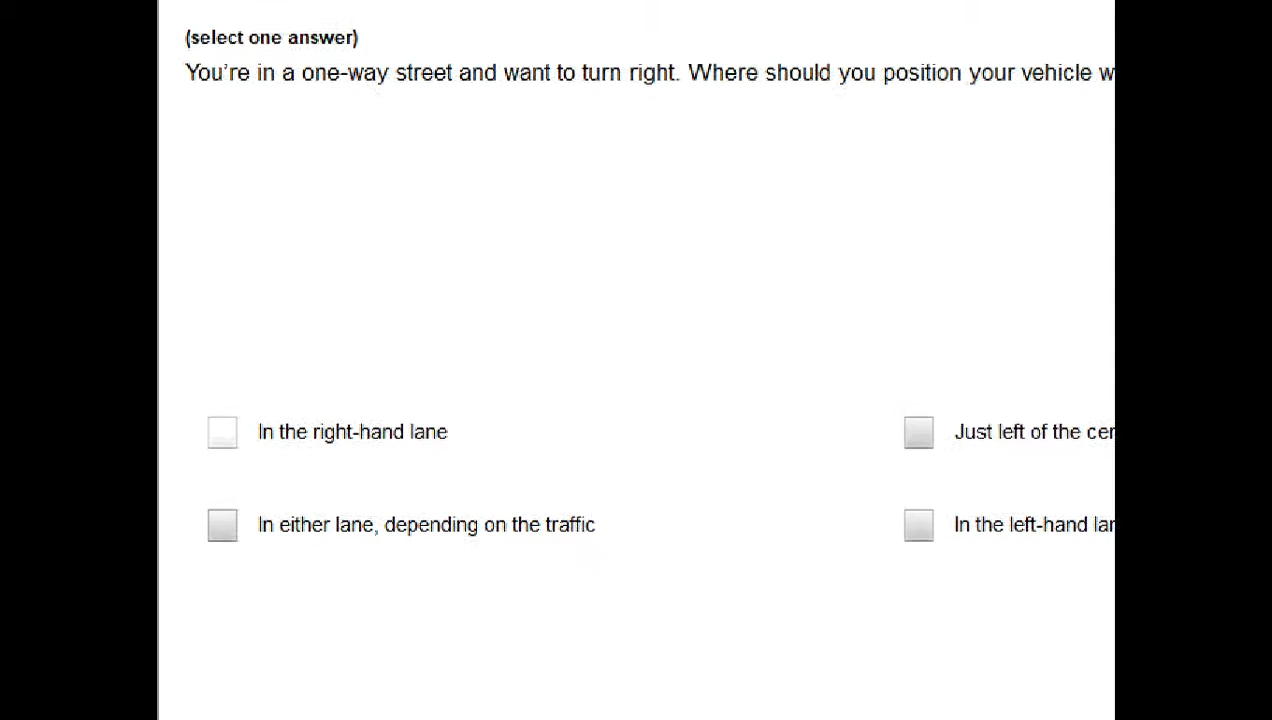 (select one answer)
You're in a one-way street and want to turn right. Where should you position your vehicle
In the right-hand lane
Just left of the
In either lane, depending on the traffic
In the left-hand